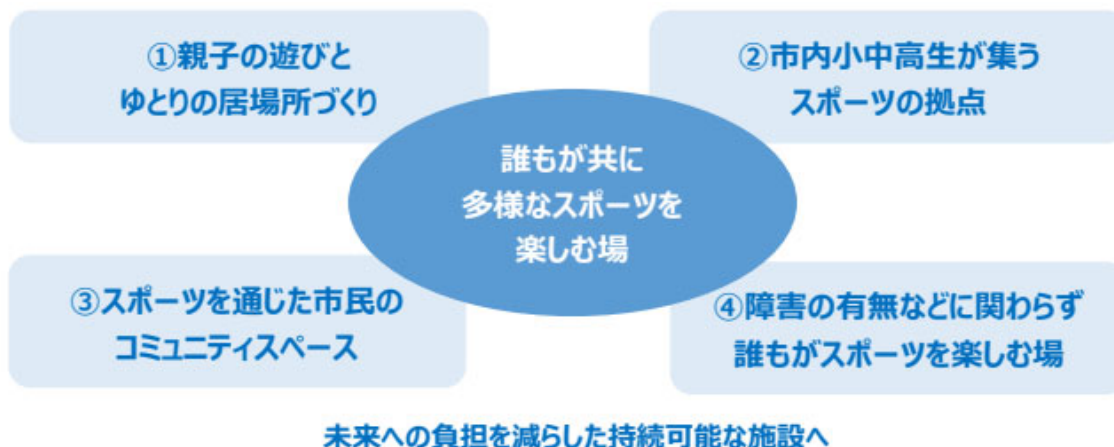 ①親子の遊びと
ゆとりの居場所づくり
②市内小中高生が集う
スポーツの拠点
誰もが共に
多様なスポーツを
楽しむ場
③スポーツを通じた市民の
コミュニティスペース
④障害の有無などに関わらず
誰もがスポーツを楽しむ場
未来への負担を減らした持続可能な施設へ